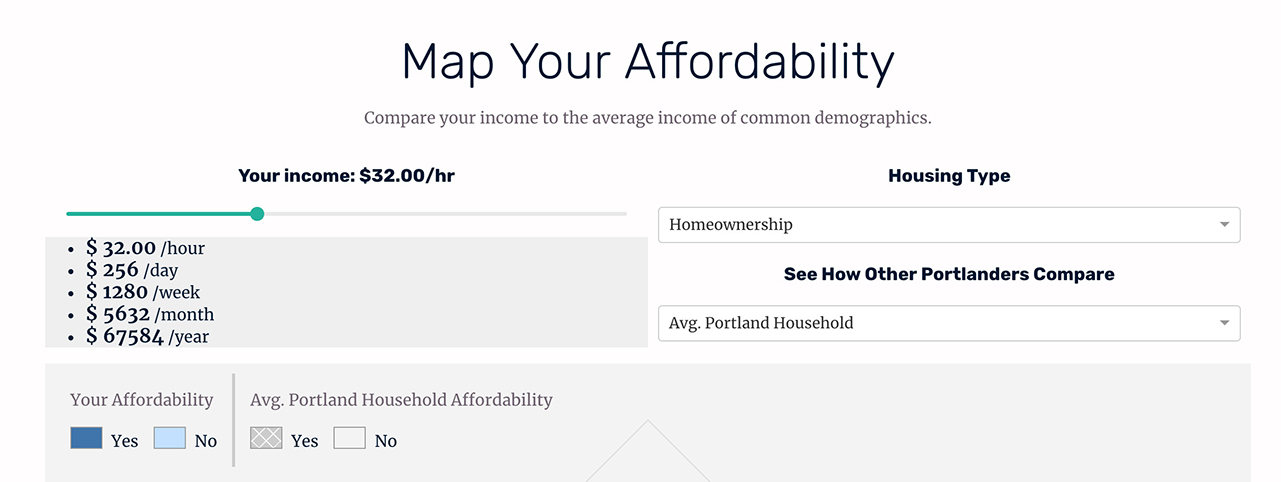 Map Your Affordability
Compare your income to the average income of common demographics.
Your income: $32.00/hr
• $ 32.00 /hour
• $ 256 /day
• $ 1280 /week
• $ 5632 /month
• $ 67584 /year
Housing Type
Homeownership
See How Other Portlanders Compare
Avg. Portland Household
Your Affordability
Yes No
Avg. Portland Household Affordability
Yes No